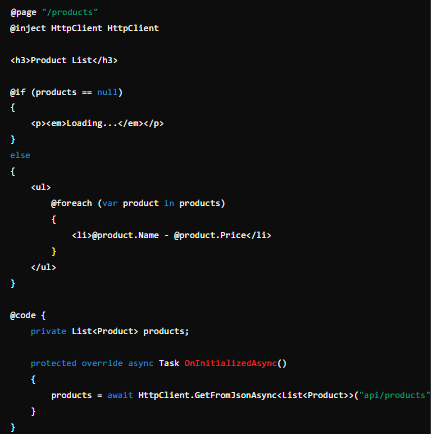 @page "/products"
@inject HttpClient HttpClient
<h3>Product List</h3>
@if (products == null)
{
<p><em>Loading...</em></p>
}
else
{
<ul>
@foreach (var product in products)
{
<li>@product.Name - @product.Price</li>
}
</ul>
}
@code {
private List<Product> products;
protected override async Task OnInitializedAsync()
{
products = await HttpClient.GetFromJsonAsync<List<Product>>("api/products"
}
}